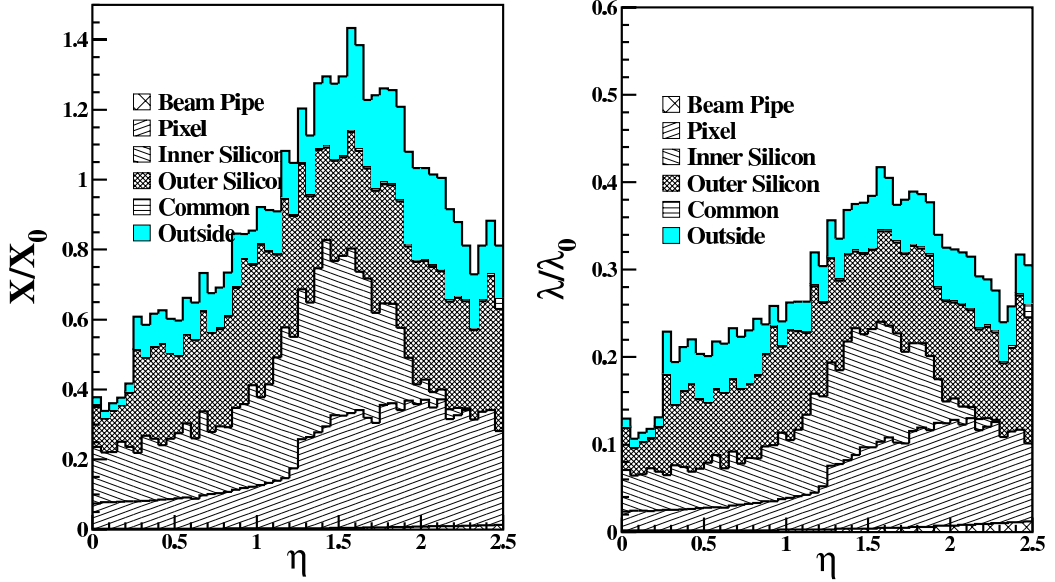 1.4
1.2
1
0.8
0.6
0.4
0.2
0
X/X0
Beam Pipe
Pixel
Inner Silicon
Outer Silicon
Common
Outside
0 0.5 1 1.5 2 2.5
η
0.6
0.5
0.4
0.3
0.2
0.1
0
λ/λ0
Beam Pipe
Pixel
Inner Silicon
Outer Silicon
Common
Outside
0 0.5 1 1.5 2 2.5
η